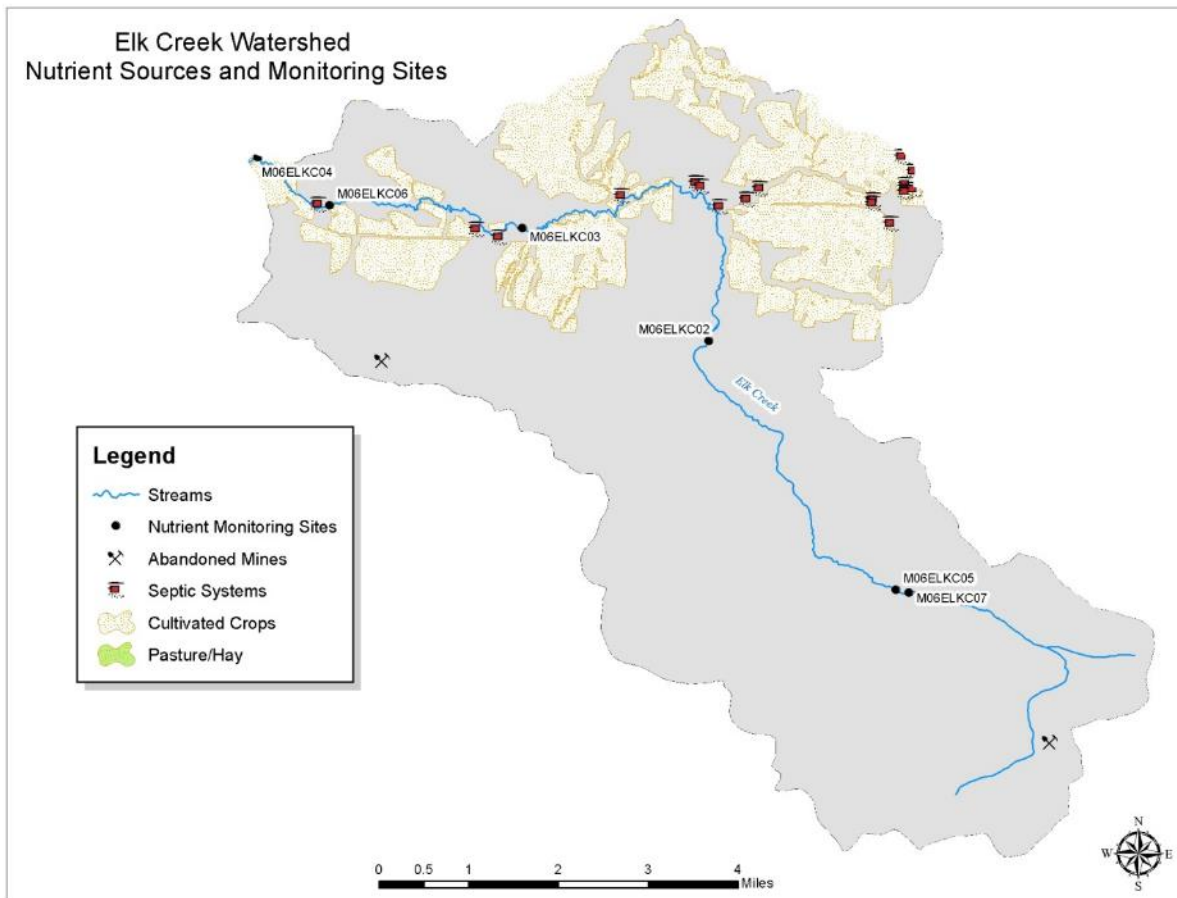 Elk Creek Watershed
Nutrient Sources and Monitoring Sites
M06ELKC04
M06ELKC06
M06ELKC03
M06ELKC02
Elk Creek
M06ELKC05
M06ELKC07
Legend
Streams
Nutrient Monitoring Sites
Abandoned Mines
Septic Systems
Cultivated Crops
Pasture/Hay
0 0.5 1 2 3 4
Miles
N
W E
S